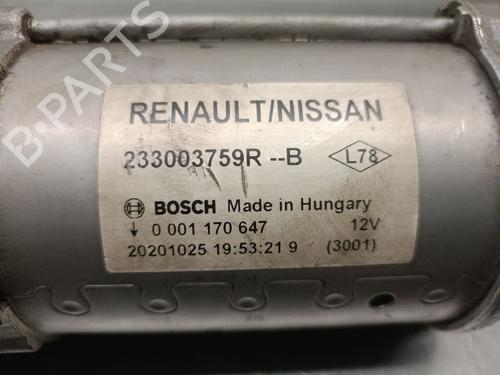 RENAULT/NISSAN
233003759R --B L78
BOSCH Made in Hungary
0 001 170 647 12V
20201025 19:53:21 9 (3001)
B-PARTS